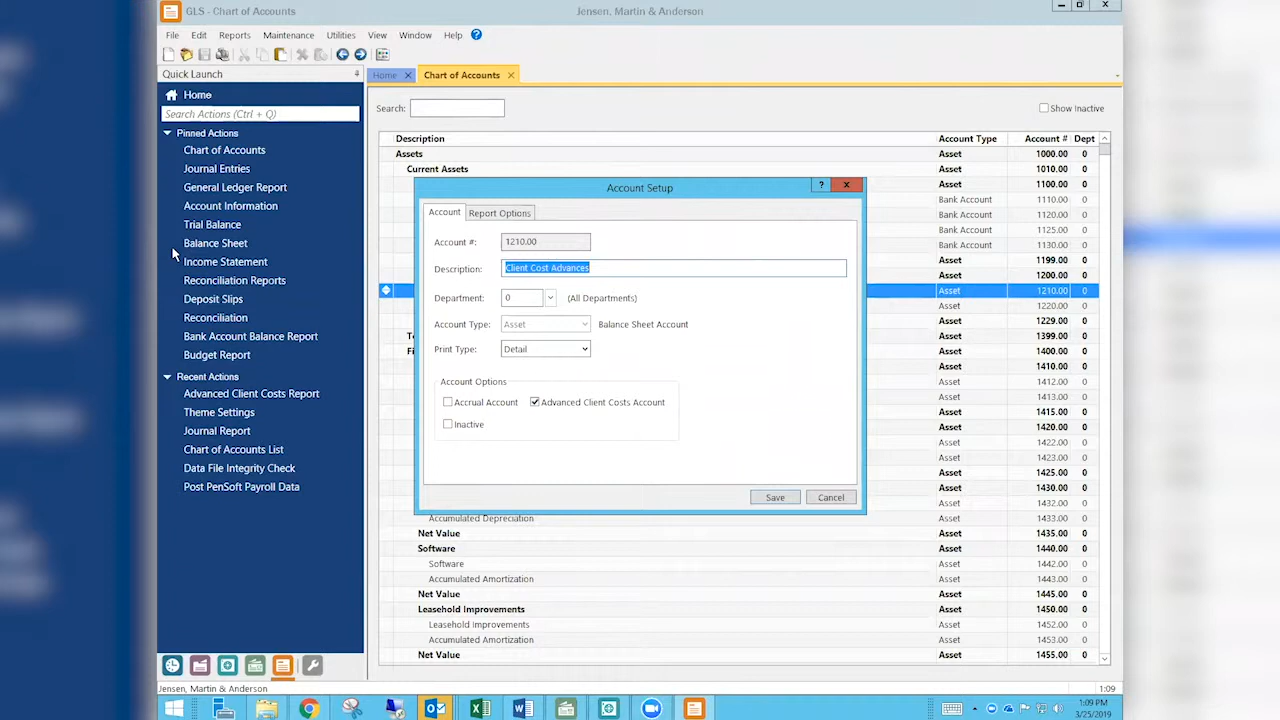 GLS - Chart of Accounts
Jensen, Martin & Anderson
File Edit Reports Maintenance Utilities View Window Help ?
Quick Launch
Home
Chart of Accounts
Home
Search Actions (Ctrl + Q)
Pinned Actions
Chart of Accounts
Journal Entries
General Ledger Report
Account Information
Trial Balance
Balance Sheet
Income Statement
Reconciliation Reports
Deposit Slips
Reconciliation
Bank Account Balance Report
Budget Report
Recent Actions
Advanced Client Costs Report
Theme Settings
Journal Report
Chart of Accounts List
Data File Integrity Check
Post PenSoft Payroll Data
Search:
Show Inactive
Description Account Type Account # Dept
Assets Asset 1000.00 0
Current Assets Asset 1010.00 0
Asset 1100.00 0
Bank Account 1110.00 0
Bank Account 1120.00 0
Bank Account 1125.00 0
Bank Account 1130.00 0
Asset 1199.00 0
Asset 1200.00 0
Asset 1210.00 0
Asset 1220.00 0
Asset 1229.00 0
To Asset 1399.00 0
Fi Asset 1400.00 0
Asset 1410.00 0
Asset 1412.00 0
Asset 1413.00 0
Asset 1415.00 0
Asset 1420.00 0
Asset 1422.00 0
Asset 1423.00 0
Asset 1425.00 0
Asset 1430.00 0
Asset 1432.00 0
Accumulated Depreciation Asset 1433.00 0
Net Value Asset 1435.00 0
Software Asset 1440.00 0
Software Asset 1442.00 0
Accumulated Amortization Asset 1443.00 0
Net Value Asset 1445.00 0
Leasehold Improvements Asset 1450.00 0
Leasehold Improvements Asset 1452.00 0
Accumulated Amortization Asset 1453.00 0
Net Value Asset 1455.00 0
Account Setup
?
Account Report Options
Account #: 1210.00
Description: Client Cost Advances
Department: 0 (All Departments)
Account Type: Asset Balance Sheet Account
Print Type: Detail
Account Options
Accrual Account Advanced Client Costs Account
Inactive
Save Cancel
Jensen, Martin & Anderson
1:09
1:09 PM
3/25/2019